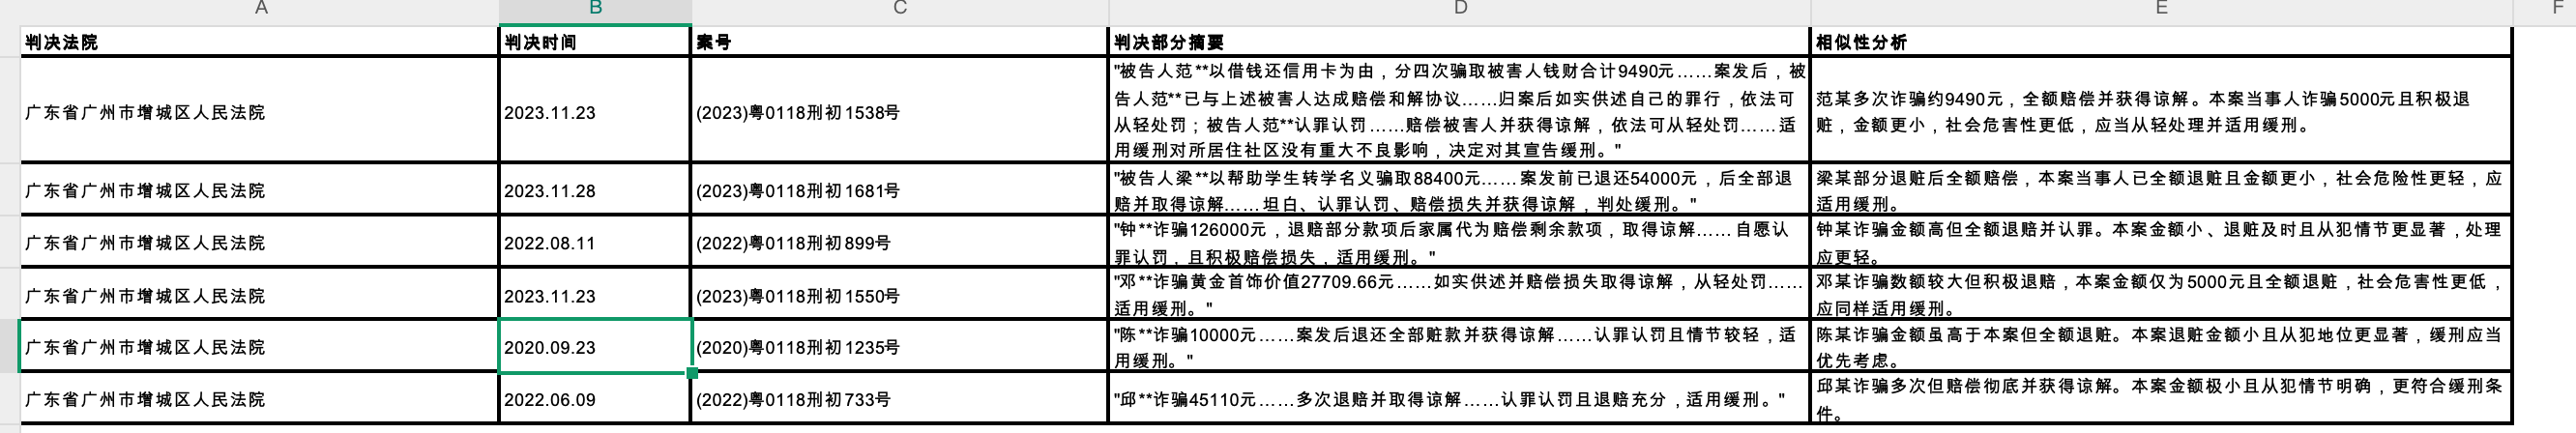 A B C D E F
判决法院 判决时间 案号 判决部分摘要 相似性分析
"被告人范**以借钱还信用卡为由，分四次骗取被害人钱财合计9490元……案发后，被
告人范**已与上述被害人达成赔偿和解协议……归案后如实供述自己的罪行，依法可
从轻处罚；被告人范**认罪认罚……赔偿被害人并获得谅解，依法可从轻处罚……适
用缓刑对所居住社区没有重大不良影响，决定对其宣告缓刑。"
广东省广州市增城区人民法院 2023.11.23 (2023)粤0118刑初1538号
范某多次诈骗约9490元，全额赔偿并获得谅解。本案当事人诈骗5000元且积极退
赃，金额更小，社会危害性更低，应当从轻处理并适用缓刑。
广东省广州市增城区人民法院 2023.11.28 (2023)粤0118刑初1681号
"被告人梁**以帮助学生转学名义骗取88400元……案发前已退还54000元，后全部退
赔并取得谅解……坦白、认罪认罚、赔偿损失并获得谅解，判处缓刑。"
梁某部分退赃后全额赔偿，本案当事人已全额退赃且金额更小，社会危险性更轻，应
适用缓刑。
广东省广州市增城区人民法院 2022.08.11 (2022)粤0118刑初899号
"钟**诈骗126000元，退赔部分款项后家属代为赔偿剩余款项，取得谅解……自愿认
罪认罚，且积极赔偿损失，适用缓刑。"
钟某诈骗金额高但全额退赔并认罪。本案金额小、退赃及时且从犯情节更显著，处理
应更轻。
广东省广州市增城区人民法院 2023.11.23 (2023)粤0118刑初1550号
"邓**诈骗黄金首饰价值27709.66元……如实供述并赔偿损失取得谅解，从轻处罚……
适用缓刑。"
邓某诈骗数额较大但积极退赔，本案金额仅为5000元且全额退赃，社会危害性更低，
应同样适用缓刑。
广东省广州市增城区人民法院 2020.09.23 (2020)粤0118刑初1235号
"陈**诈骗10000元……案发后退还全部赃款并获得谅解……认罪认罚且情节较轻，适
用缓刑。"
陈某诈骗金额虽高于本案但全额退赃。本案退赃金额小且从犯地位更显著，缓刑应当
优先考虑。
广东省广州市增城区人民法院 2022.06.09 (2022)粤0118刑初733号
"邱**诈骗45110元……多次退赔并取得谅解……认罪认罚且退赔充分，适用缓刑。"
邱某诈骗多次但赔偿彻底并获得谅解。本案金额极小且从犯情节明确，更符合缓刑条
件。